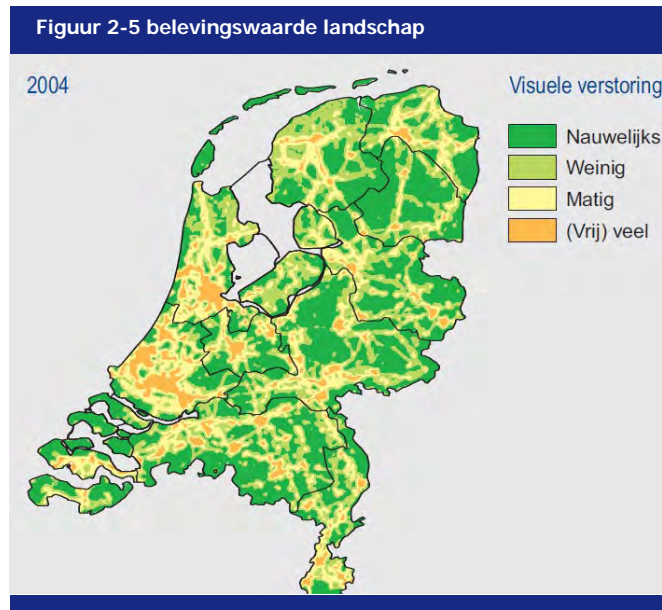 Figuur 2-5 belevingswaarde landschap
2004
Visuele verstoring
Nauwelijks
Weinig
Matig
(Vrij) veel